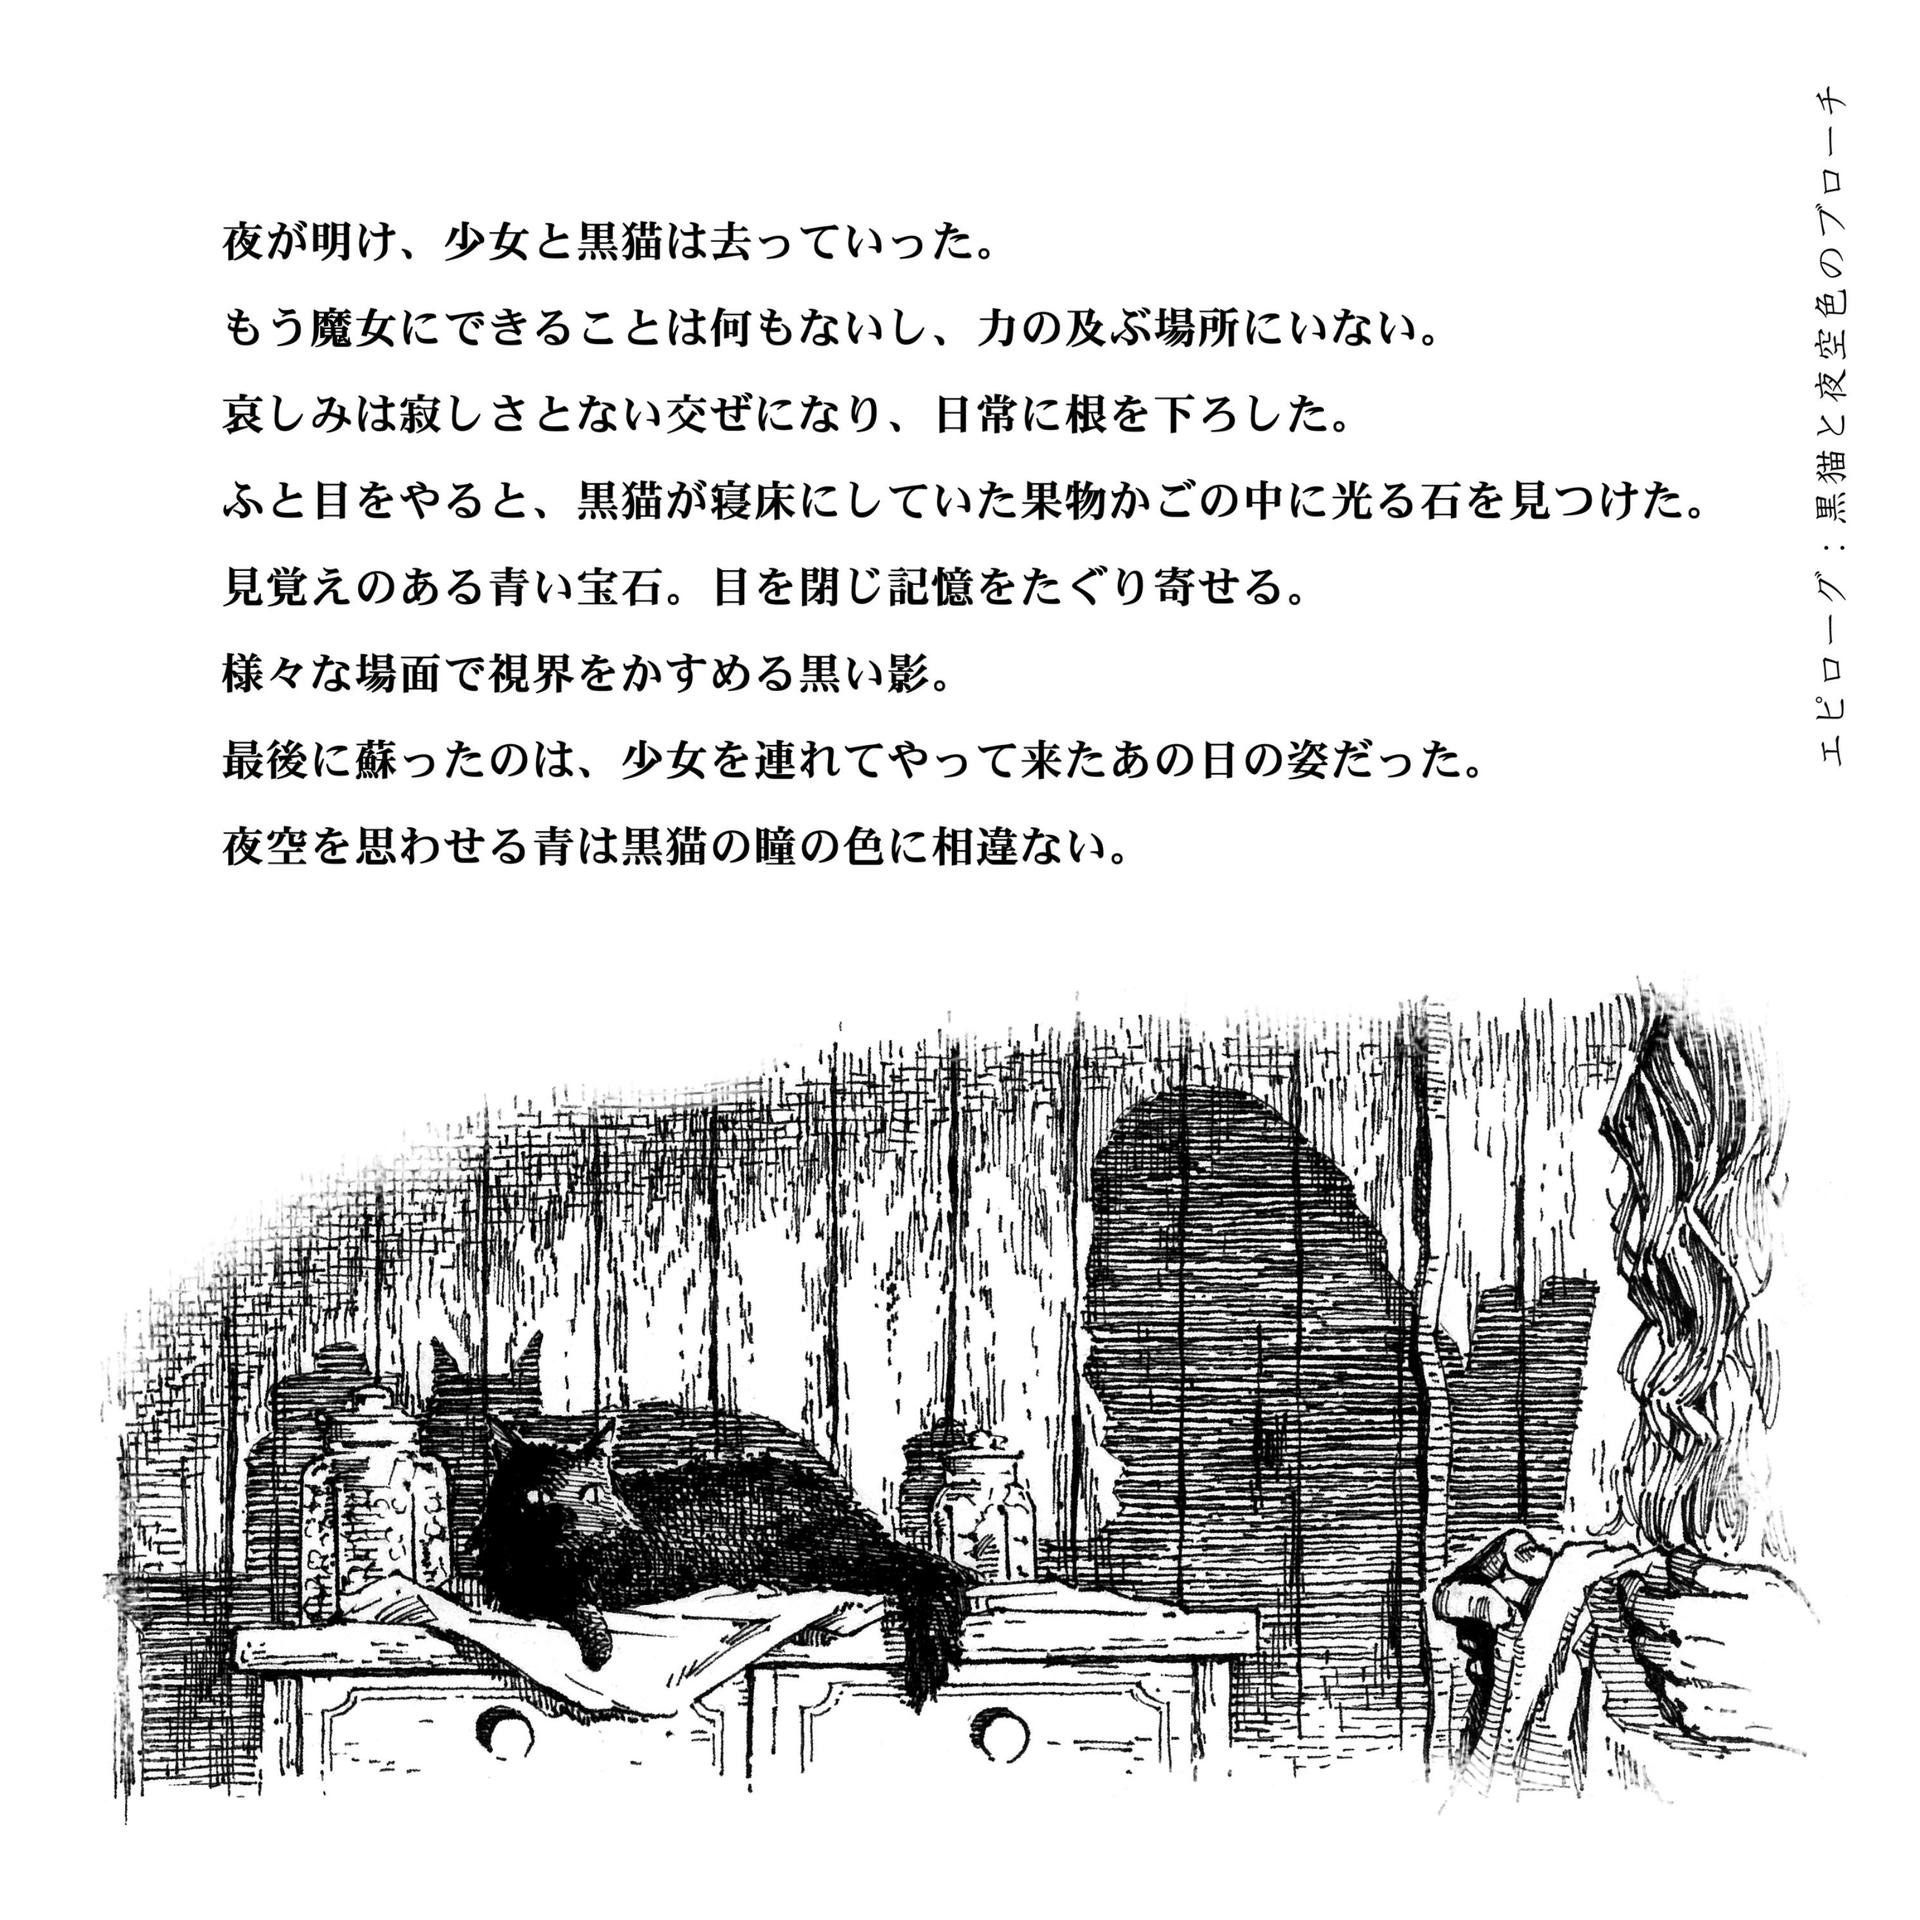 エピローグ：黒猫と夜空色のブローチ
夜が明け、少女と黒猫は去っていった。
もう魔女にできることは何もないし、力の及ぶ場所にいない。
哀しみは寂しさとない交ぜになり、日常に根を下ろした。
ふと目をやると、黒猫が寝床にしていた果物かごの中に光る石を見つけた。
見覚えのある青い宝石。目を閉じ記憶をたぐり寄せる。
様々な場面で視界をかすめる黒い影。
最後に蘇ったのは、少女を連れてやって来たあの日の姿だった。
夜空を思わせる青は黒猫の瞳の色に相違ない。